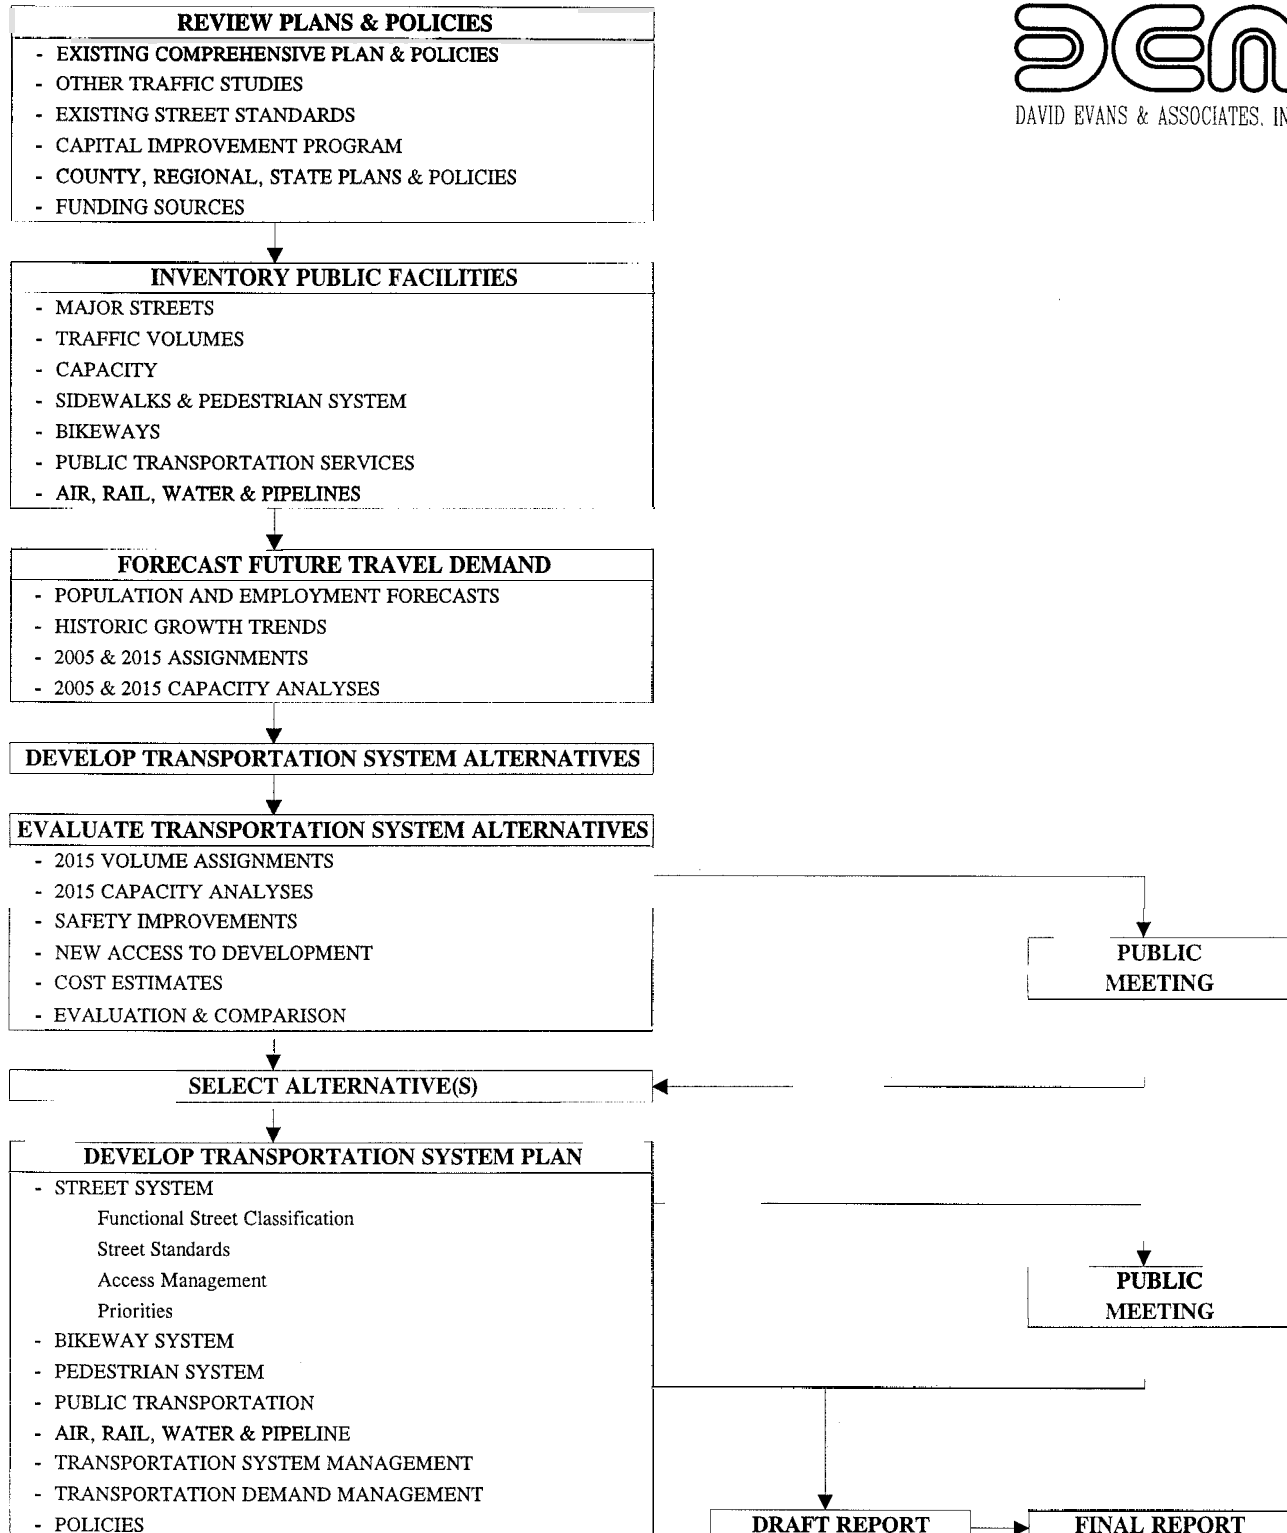 REVIEW PLANS & POLICIES
- EXISTING COMPREHENSIVE PLAN & POLICIES
- OTHER TRAFFIC STUDIES
- EXISTING STREET STANDARDS
- CAPITAL IMPROVEMENT PROGRAM
- COUNTY, REGIONAL, STATE PLANS & POLICIES
- FUNDING SOURCES
DEA
DAVID EVANS & ASSOCIATES, IN
INVENTORY PUBLIC FACILITIES
- MAJOR STREETS
- TRAFFIC VOLUMES
- CAPACITY
- SIDEWALKS & PEDESTRIAN SYSTEM
- BIKEWAYS
- PUBLIC TRANSPORTATION SERVICES
- AIR, RAIL, WATER & PIPELINES
FORECAST FUTURE TRAVEL DEMAND
- POPULATION AND EMPLOYMENT FORECASTS
- HISTORIC GROWTH TRENDS
- 2005 & 2015 ASSIGNMENTS
- 2005 & 2015 CAPACITY ANALYSES
DEVELOP TRANSPORTATION SYSTEM ALTERNATIVES
EVALUATE TRANSPORTATION SYSTEM ALTERNATIVES
- 2015 VOLUME ASSIGNMENTS
- 2015 CAPACITY ANALYSES
- SAFETY IMPROVEMENTS
- NEW ACCESS TO DEVELOPMENT
- COST ESTIMATES
- EVALUATION & COMPARISON
PUBLIC
MEETING
SELECT ALTERNATIVE(S)
DEVELOP TRANSPORTATION SYSTEM PLAN
- STREET SYSTEM
Functional Street Classification
Street Standards
Access Management
Priorities
- BIKEWAY SYSTEM
- PEDESTRIAN SYSTEM
- PUBLIC TRANSPORTATION
- AIR, RAIL, WATER & PIPELINE
- TRANSPORTATION SYSTEM MANAGEMENT
- TRANSPORTATION DEMAND MANAGEMENT
- POLICIES
PUBLIC
MEETING
DRAFT REPORT
FINAL REPORT